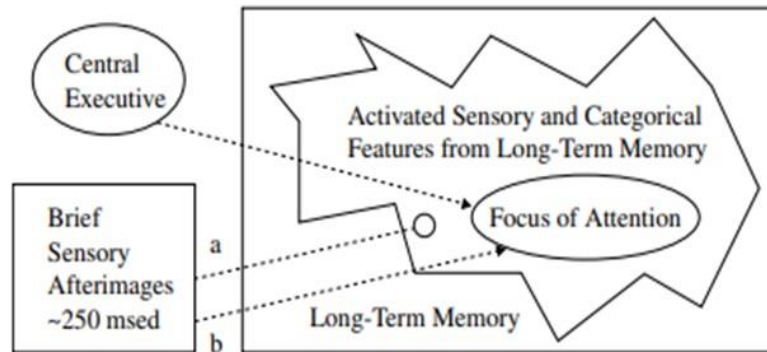 Central
Executive
Activated Sensory and Categorical
Features from Long-Term Memory
Focus of Attention
Brief
Sensory
Afterimages
~250 msed
a
b
Long-Term Memory